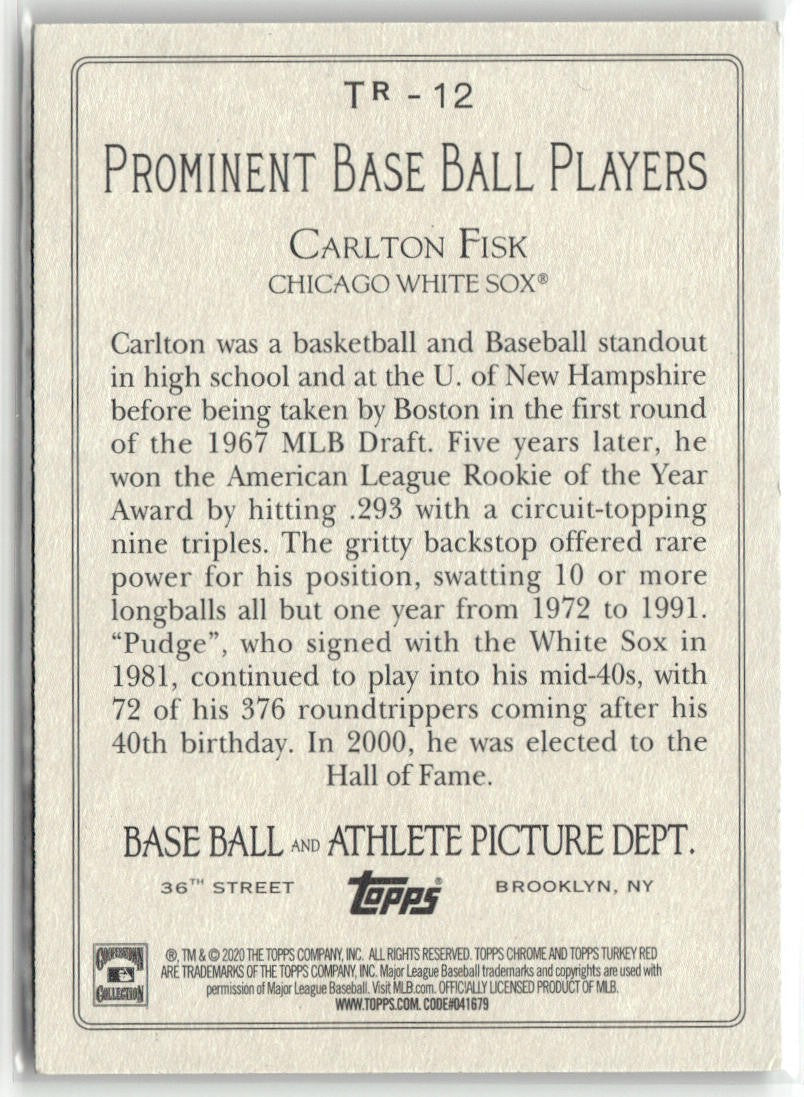 TR - 12
PROMINENT BASE BALL PLAYERS
CARLTON FISK
CHICAGO WHITE SOX®
Carlton was a basketball and Baseball standout
in high school and at the U. of New Hampshire
before being taken by Boston in the first round
of the 1967 MLB Draft. Five years later, he
won the American League Rookie of the Year
Award by hitting .293 with a circuit-topping
nine triples. The gritty backstop offered rare
power for his position, swatting 10 or more
longballs all but one year from 1972 to 1991.
“Pudge”, who signed with the White Sox in
1981, continued to play into his mid-40s, with
72 of his 376 roundtrippers coming after his
40th birthday. In 2000, he was elected to the
Hall of Fame.
BASE BALL AND ATHLETE PICTURE DEPT.
36TH STREET Topps® BROOKLYN, NY
COOPERSTOWN
COLLECTION
®, TM & © 2020 THE TOPPS COMPANY, INC. ALL RIGHTS RESERVED. TOPPS CHROME AND TOPPS TURKEY RED
ARE TRADEMARKS OF THE TOPPS COMPANY, INC. Major League Baseball trademarks and copyrights are used with
permission of Major League Baseball. Visit MLB.com. OFFICIALLY LICENSED PRODUCT OF MLB.
WWW.TOPPS.COM. CODE#041679